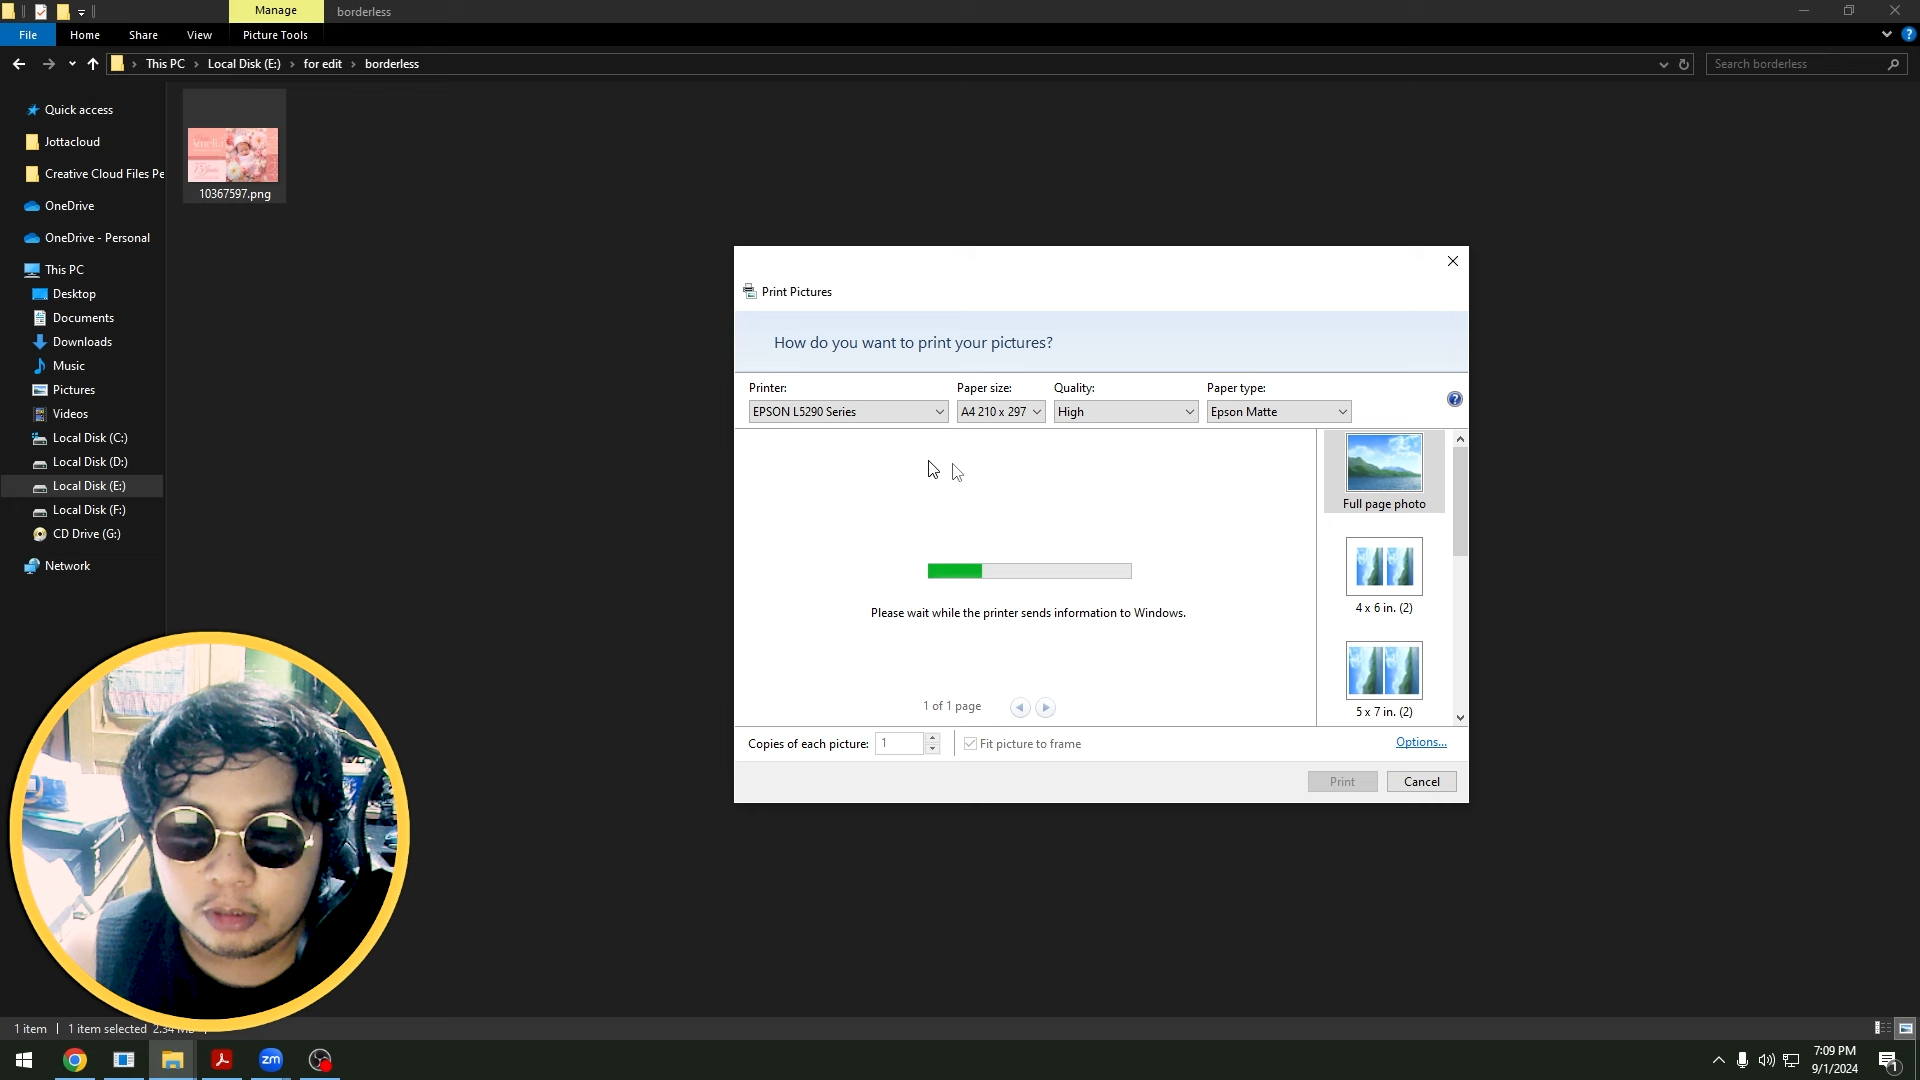 Manage
borderless
File
Home
Share
View
Picture Tools
This PC
Local Disk (E:)
for edit
borderless
Search borderless
Quick access
Jottacloud
Creative Cloud Files Pe
OneDrive
OneDrive - Personal
This PC
Desktop
Documents
Downloads
Music
Pictures
Videos
Local Disk (C:)
Local Disk (D:)
Local Disk (E:)
Local Disk (F:)
CD Drive (G:)
Network
10367597.png
Print Pictures
How do you want to print your pictures?
Printer:
Paper size:
Quality:
Paper type:
EPSON L5290 Series
A4 210 x 297
High
Epson Matte
Full page photo
4 x 6 in. (2)
5 x 7 in. (2)
Please wait while the printer sends information to Windows.
1 of 1 page
Copies of each picture:
1
Fit picture to frame
Options...
Print
Cancel
1 item
1 item selected
zm
7:09 PM
9/1/2024
1